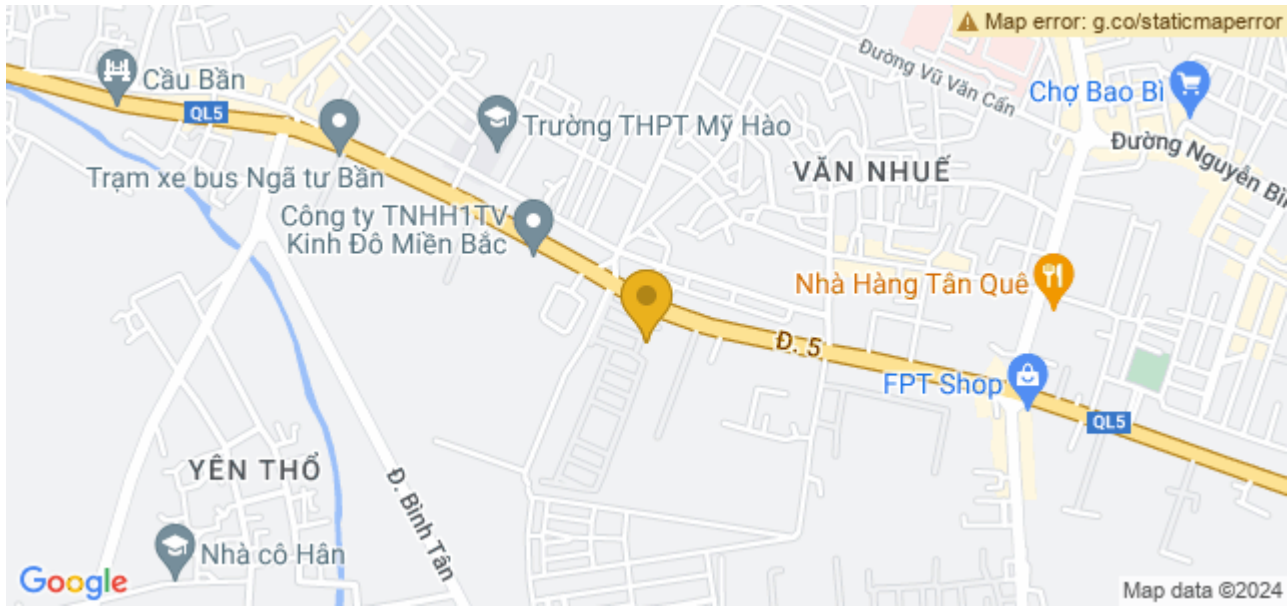 Map error: g.co/staticmaperror
Cầu Bần
QL5
Đường Vũ Văn Cẩn
Chợ Bao Bì
Trường THPT Mỹ Hào
Đường Nguyễn Bìn
Trạm xe bus Ngã tư Bần
VĂN NHUẾ
Công ty TNHH1TV
Kinh Đô Miền Bắc
Nhà Hàng Tân Quê
Đ. 5
FPT Shop
QL5
YÊN THỔ
Đ. Bình Tân
Nhà cô Hân
Google
Map data ©2024